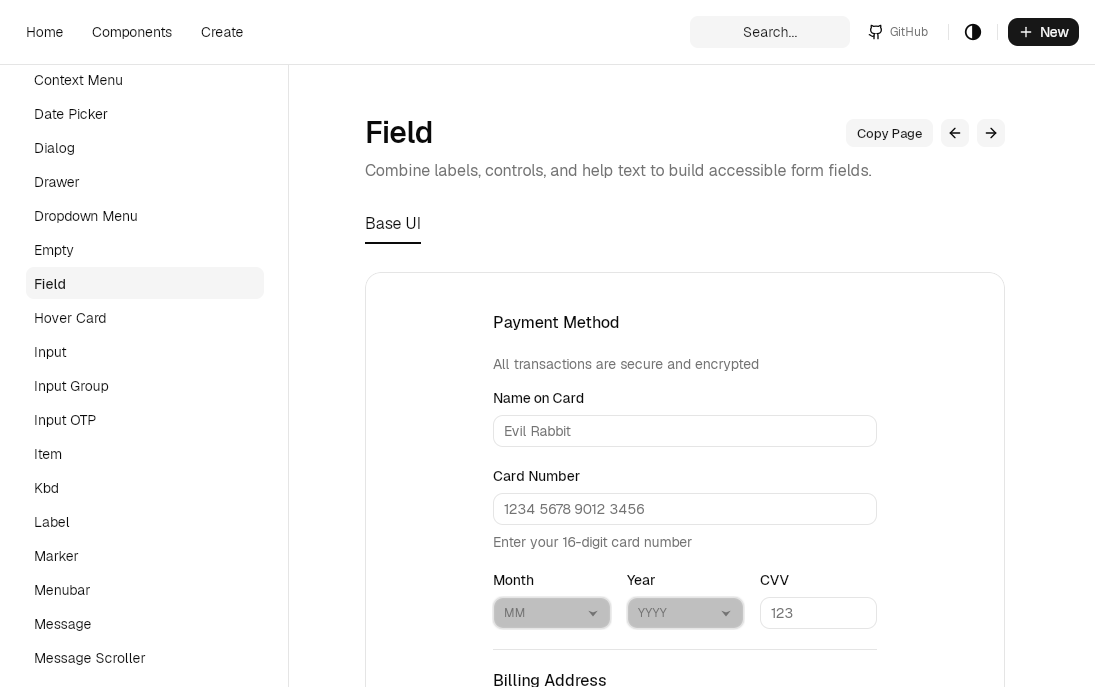 Home Components Create Search... GitHub New
Context Menu
Date Picker
Dialog
Drawer
Dropdown Menu
Empty
Field
Hover Card
Input
Input Group
Input OTP
Item
Kbd
Label
Marker
Menubar
Message
Message Scroller
Field
Copy Page
Combine labels, controls, and help text to build accessible form fields.
Base UI
Payment Method
All transactions are secure and encrypted
Name on Card
Evil Rabbit
Card Number
1234 5678 9012 3456
Enter your 16-digit card number
Month Year CVV
MM YYYY 123
Billing Address